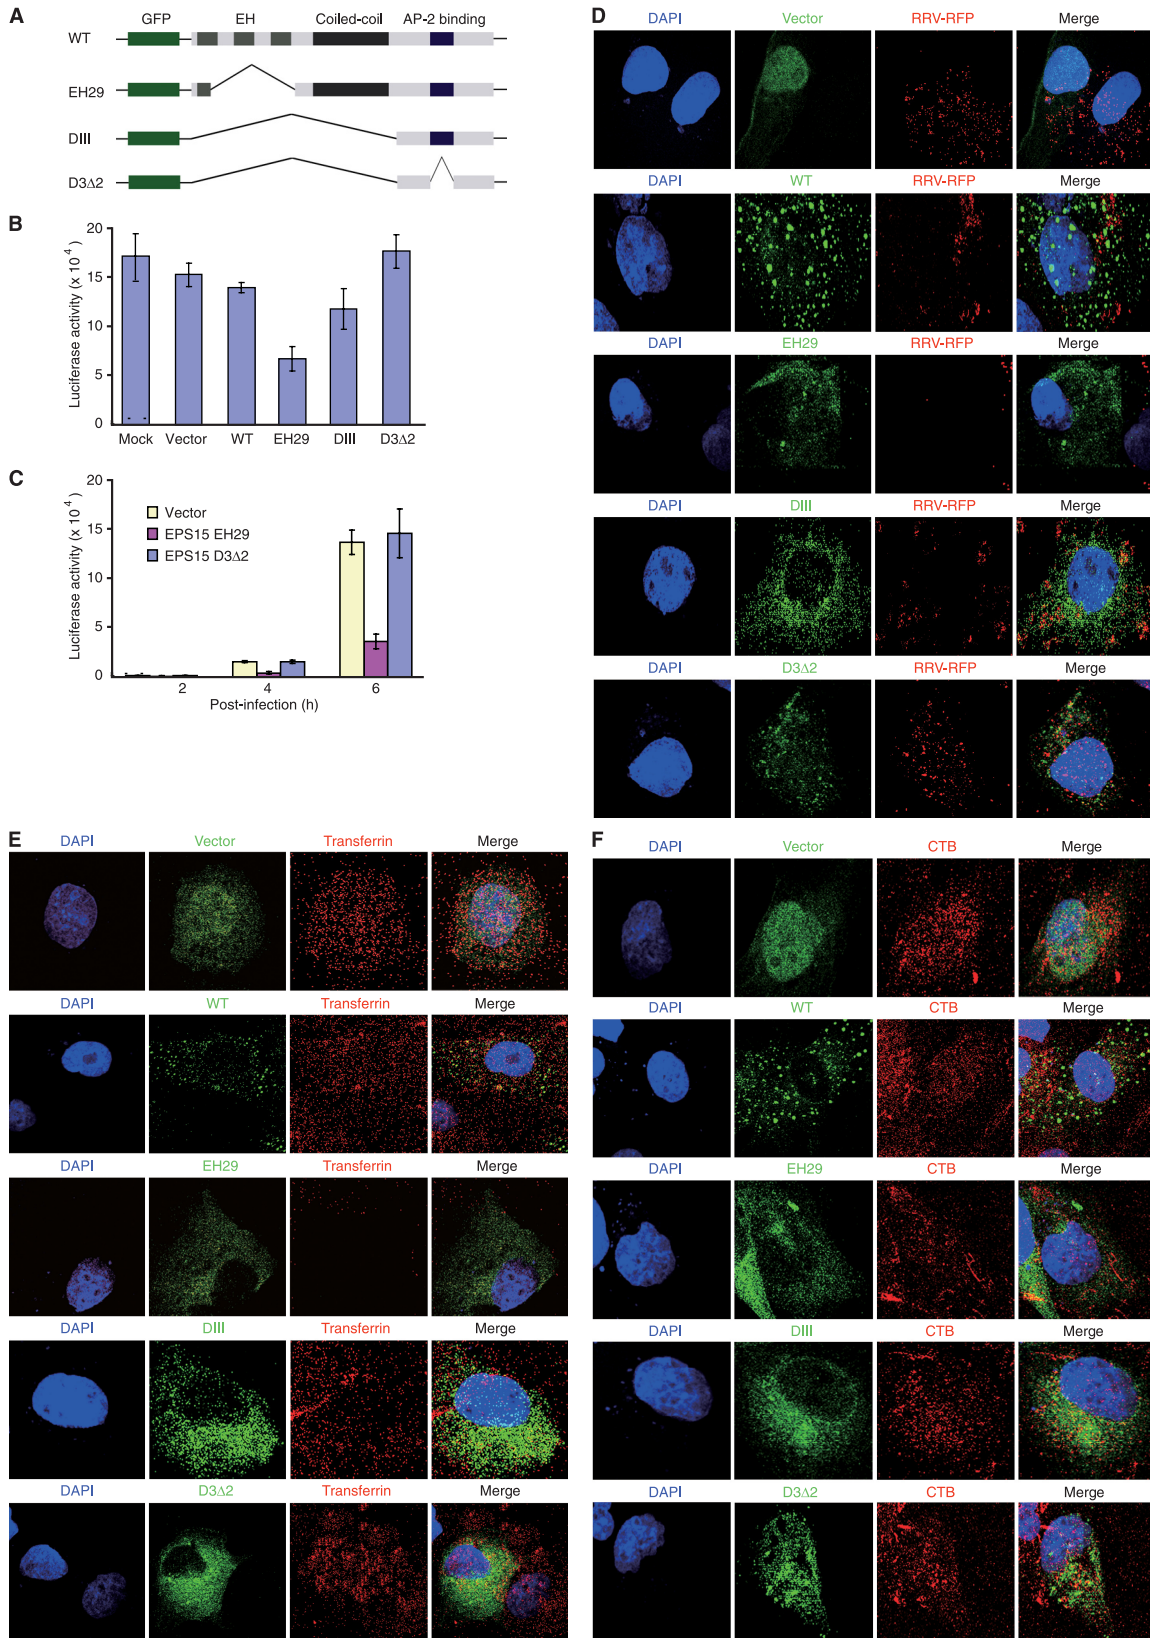 A
GFP EH Coiled-coil AP-2 binding
WT
EH29
DIII
D3Δ2
B
Luciferase activity (x 10⁴)
20
15
10
5
0
Mock Vector WT EH29 DIII D3Δ2
C
Luciferase activity (x 10⁴)
20
15
10
5
0
Vector
EPS15 EH29
EPS15 D3Δ2
2 4 6
Post-infection (h)
D
DAPI Vector RRV-RFP Merge
DAPI WT RRV-RFP Merge
DAPI EH29 RRV-RFP Merge
DAPI DIII RRV-RFP Merge
DAPI D3Δ2 RRV-RFP Merge
E
DAPI Vector Transferrin Merge
DAPI WT Transferrin Merge
DAPI EH29 Transferrin Merge
DAPI DIII Transferrin Merge
DAPI D3Δ2 Transferrin Merge
F
DAPI Vector CTB Merge
DAPI WT CTB Merge
DAPI EH29 CTB Merge
DAPI DIII CTB Merge
DAPI D3Δ2 CTB Merge